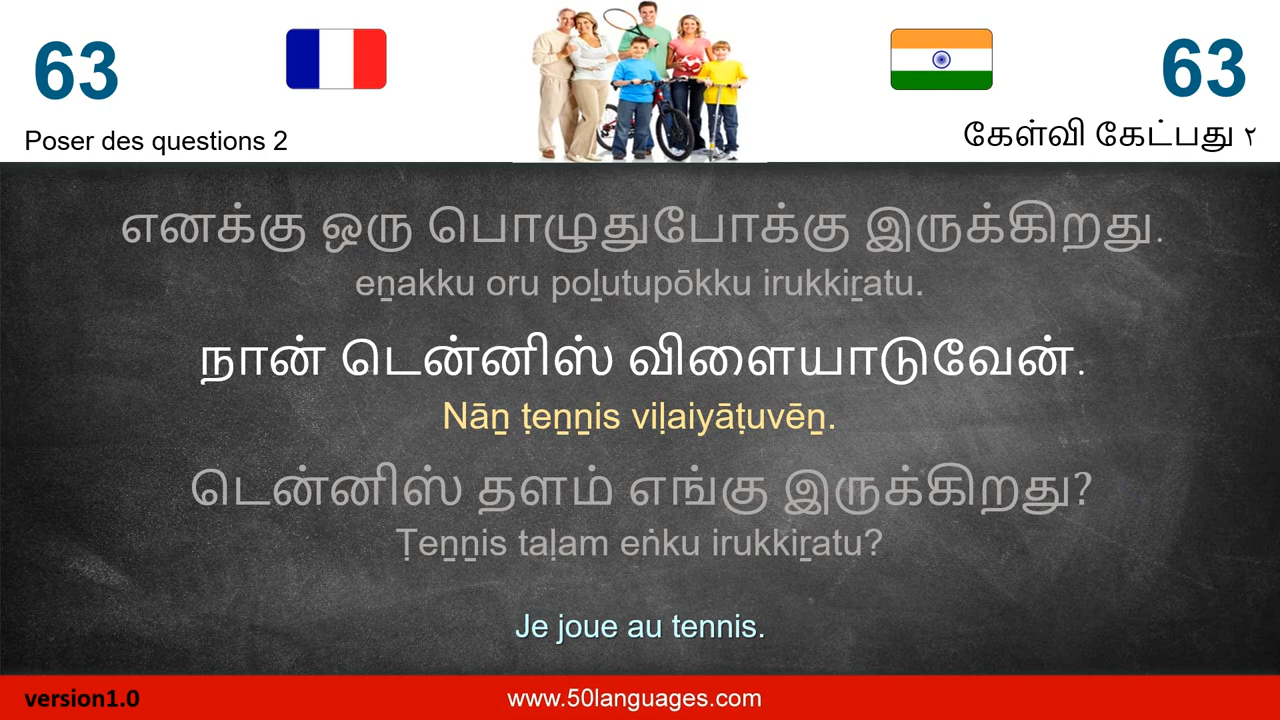 63
63
Poser des questions 2
கேள்வி கேட்பது ٢
எனக்கு ஒரு பொழுதுபோக்கு இருக்கிறது.
eṉakku oru poḻutupōkku irukkiṟatu.
நான் டென்னிஸ் விளையாடுவேன்.
Nāṉ ṭeṉṉis viḷaiyāṭuvēṉ.
டென்னிஸ் தளம் எங்கு இருக்கிறது?
Ṭeṉṉis taḷam eṅku irukkiṟatu?
Je joue au tennis.
version1.0
www.50languages.com